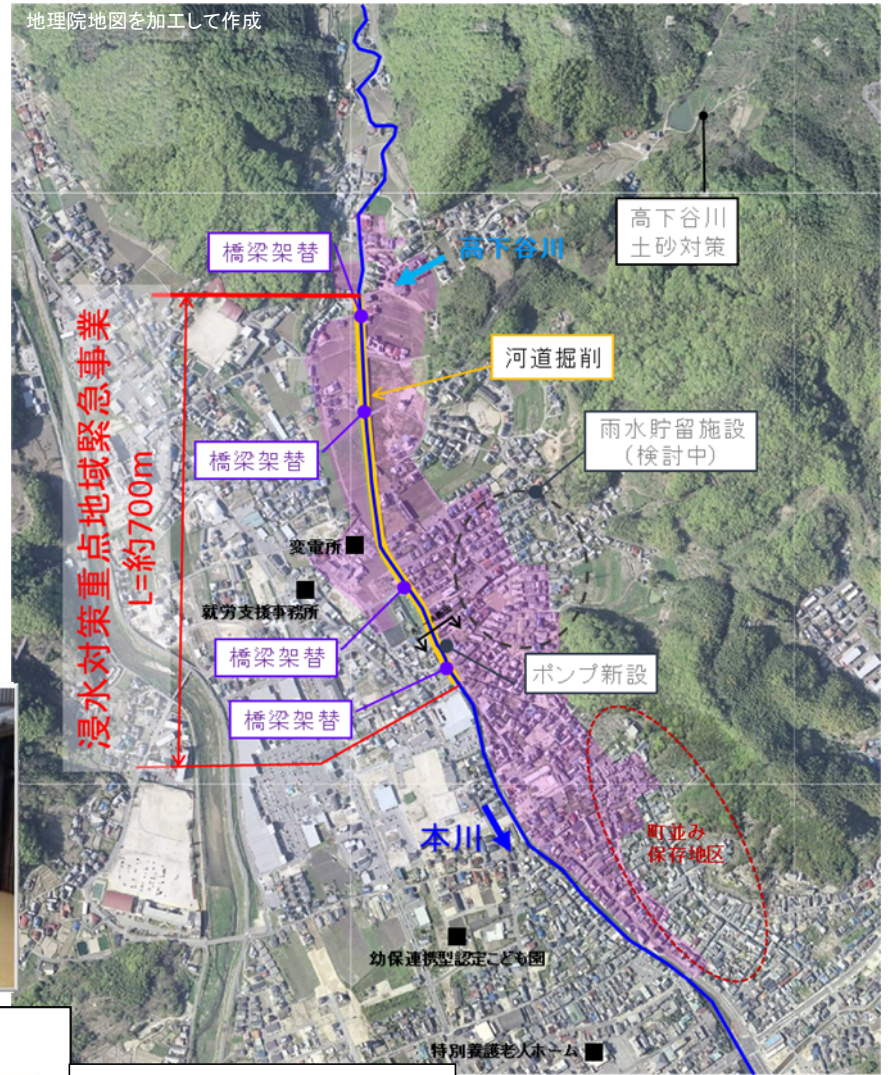 地理院地図を加工して作成
橋梁架替
高下谷川
高下谷川
土砂対策
浸水対策重点地域緊急事業
L=約700m
河道掘削
橋梁架替
雨水貯留施設
(検討中)
変電所
就労支援事務所
橋梁架替
ポンプ新設
橋梁架替
町並み
保存地区
本川
幼保連携型認定こども園
特別養護老人ホーム